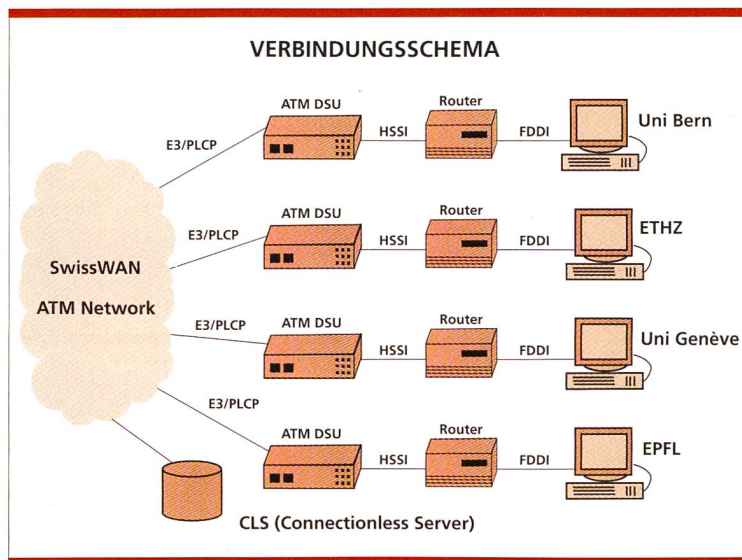 VERBINDUNGSSCHEMA
ATM DSU
Router
Uni Bern
HSSI
FDDI
E3/PLCP
ATM DSU
Router
ETHZ
E3/PLCP
HSSI
FDDI
SwissWAN
ATM Network
ATM DSU
Router
Uni Genève
E3/PLCP
HSSI
FDDI
E3/PLCP
ATM DSU
Router
EPFL
HSSI
FDDI
CLS (Connectionless Server)